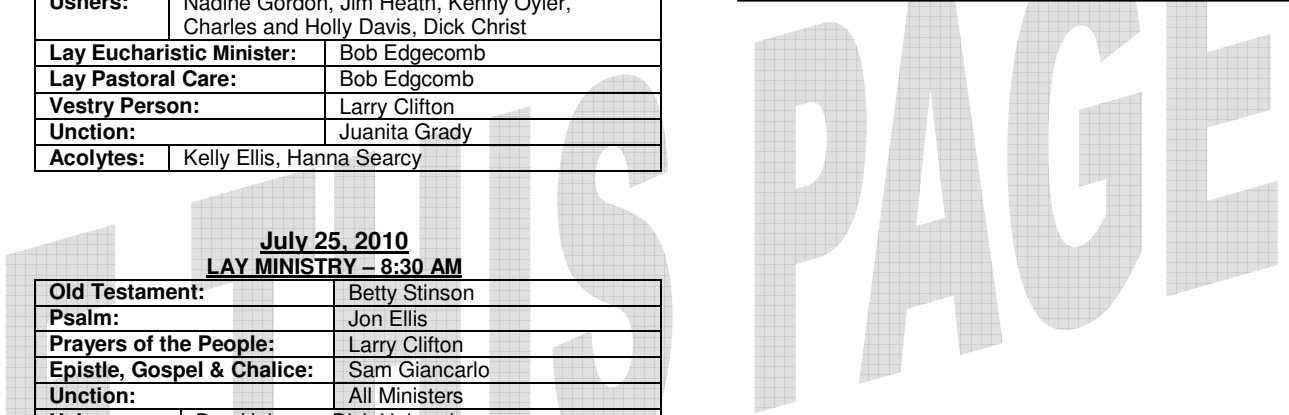 Ushers: Nadine Gordon, Jim Heath, Kenny Oyler,
Charles and Holly Davis, Dick Christ
Lay Eucharistic Minister: Bob Edgecomb
Lay Pastoral Care: Bob Edgcomb
Vestry Person: Larry Clifton
Unction: Juanita Grady
Acolytes: Kelly Ellis, Hanna Searcy
July 25, 2010
LAY MINISTRY – 8:30 AM
Old Testament: Betty Stinson
Psalm: Jon Ellis
Prayers of the People: Larry Clifton
Epistle, Gospel & Chalice: Sam Giancarlo
Unction: All Ministers
THIS PAGE